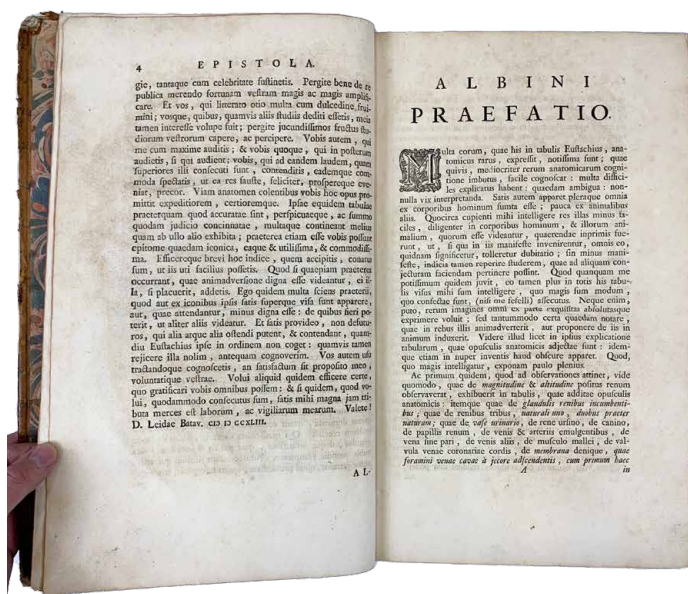 4 EPISTOLA.
gie, tantaque cum celebritate sustinetis. Pergite bene de re
publica merendo fortunam vestram magis ac magis amplifi-
care. Et vos, qui litterato otio multa cum dulcedine frui-
mini; vosque, quibus, quamvis aliis studiis dediti essetis, meis
tamen interesse volupe fuit; pergite jucundissimos fructus stu-
diorum vestrorum capere, ac percipere. Vobis autem, qui
me cum maxime auditis; & vobis quoque, qui in posterum
audietis, si qui audient; vobis, qui ad eandem laudem, quam
superiores illi consecuti sunt, contenditis, eademque com-
moda spectatis, ut ea res fauste, feliciter, prospereque eve-
niat, precor. Viam anatomen colentibus vobis hoc opus pro-
mittit expeditiorem, certioremque. Ipsae equidem tabulae
praeterquam quod accuratae sint, perspicuaeque, ac summo
quodam judicio concinnatae, multaque contineant melius
quam ab ullo alio exhibita; praeterea etiam esse vobis possunt
epitome quaedam iconica, eaque & utilissima, & commodissi-
ma. Effeceroque brevi hoc indice, quem accipitis, conatus
sum, ut iis uti facilius possetis. Quod si quaepiam praeterea
occurrant, quae animadversione digna esse videantur, ei il-
la, si placuerit, adderis. Ego quidem multa sciens praeterii,
quod aut ex iconibus ipsis satis superque visa sunt apparere,
aut, quae attendantur, minus digna esse: de quibus fieri po-
terit, ut aliter aliis videatur. Et satis provideo, non defutu-
ros, qui alia atque alia ostendi putent, & contendant, quam-
diu Eustachius ipse in ordinem non coget: quamvis tamen
rejicere illa nolim, antequam cognoverim. Vos autem usu
tractandoque cognoscetis, an satisfactum sit proposito meo,
voluntatique vestrae. Volui aliquid quidem efficere certe,
quo gratificari vobis omnibus possem: & si quidem, quod vo-
lui, quodammodo consecutus sum, satis mihi magna jam tri-
buta merces est laborum, ac vigiliarum mearum. Valete!
D. Leidae Batav. CIƆ IƆ CCXLIII.
AL-
ALBINI
PRAEFATIO.
Multa eorum, quae his in tabulis Eustachius, ana-
tomicus rarus, expressit, notissima sunt; quae
quivis, mediocriter rerum anatomicarum cogni-
tione imbutus, facile cognoscat: multa diffici-
les explicatus habent: quaedam ambigua: non-
nulla vix interpretanda. Satis autem apparet pleraque omnia
ex corporibus hominum sumta esse; pauca ex animalibus
aliis. Quocirca cupienti mihi intelligere res illas minus fa-
ciles, diligenter in corporibus hominum, & illorum ani-
malium, quorum esse videantur, quaerendae inprimis fue-
runt, ut, si qua in iis manifeste invenirentur, omnis eo,
quidnam significetur, tolleretur dubitatio; sin minus mani-
feste, indicia tamen reperire studerem, quae ad aliquam con-
jecturam faciendam pertinere possint. Quod quanquam me
potissimum quidem juvit, eo tamen plus in totis his tabu-
lis visus mihi sum intelligere, quo magis sum modum,
quo confectae sunt, (nisi me fefelli) assecutus. Neque enim,
puto, rerum imagines omni ex parte exquisitas absolutasque
exprimere voluit; sed tantummodo certa quaedam notare,
quae in rebus illis animadverterit, aut proponere de iis in
animum induxerit. Videre illud licet in ipsius explicatione
tabularum, quae opusculis anatomicis adjectae sunt: idem-
que etiam in nuper inventis haud obscure apparet. Quod,
quo magis intelligatur, exponam paulo plenius.
Ac primum quidem, quod ad observationes attinet, vide
quomodo, quae de magnitudine & altitudine positus renum
observaverat, exhibuerit in tabulis, quae additae opusculis
anatomicis: itemque quae de glandulis renibus incumbenti-
bus; quae de renibus tribus, naturali uno, duobus praeter
naturam; quae de vase urinario, de rene ursino, de canino,
de papillis renum, de venis & arteriis emulgentibus, de
vena sine pari, de venis aliis, de musculo mallei, de val-
vula venae coronariae cordis, de membrana denique, quae
foramini venae cavae à jecore adscendentis, cum primum haec
A in